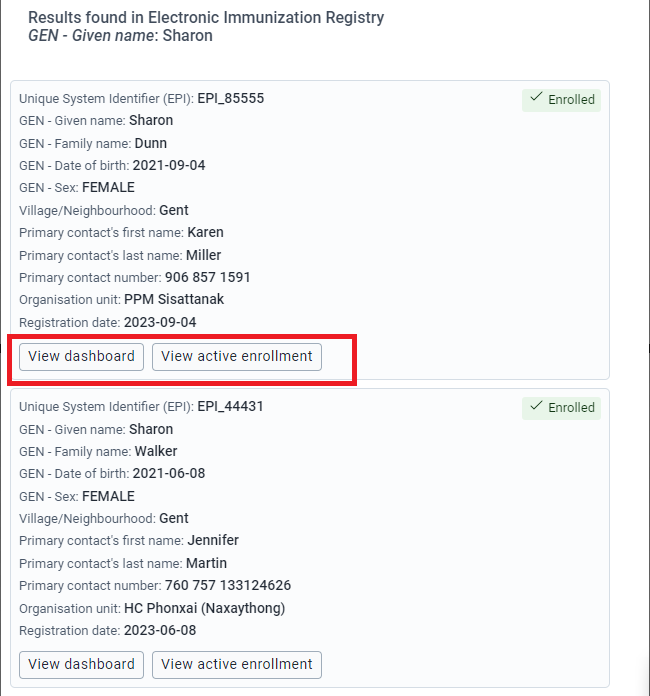 Results found in Electronic Immunization Registry
GEN - Given name: Sharon
Unique System Identifier (EPI): EPI_85555
Enrolled
GEN - Given name: Sharon
GEN - Family name: Dunn
GEN - Date of birth: 2021-09-04
GEN - Sex: FEMALE
Village/Neighbourhood: Gent
Primary contact's first name: Karen
Primary contact's last name: Miller
Primary contact number: 906 857 1591
Organisation unit: PPM Sisattanak
Registration date: 2023-09-04
View dashboard
View active enrollment
Unique System Identifier (EPI): EPI_44431
Enrolled
GEN - Given name: Sharon
GEN - Family name: Walker
GEN - Date of birth: 2021-06-08
GEN - Sex: FEMALE
Village/Neighbourhood: Gent
Primary contact's first name: Jennifer
Primary contact's last name: Martin
Primary contact number: 760 757 133124626
Organisation unit: HC Phonxai (Naxaythong)
Registration date: 2023-06-08
View dashboard
View active enrollment